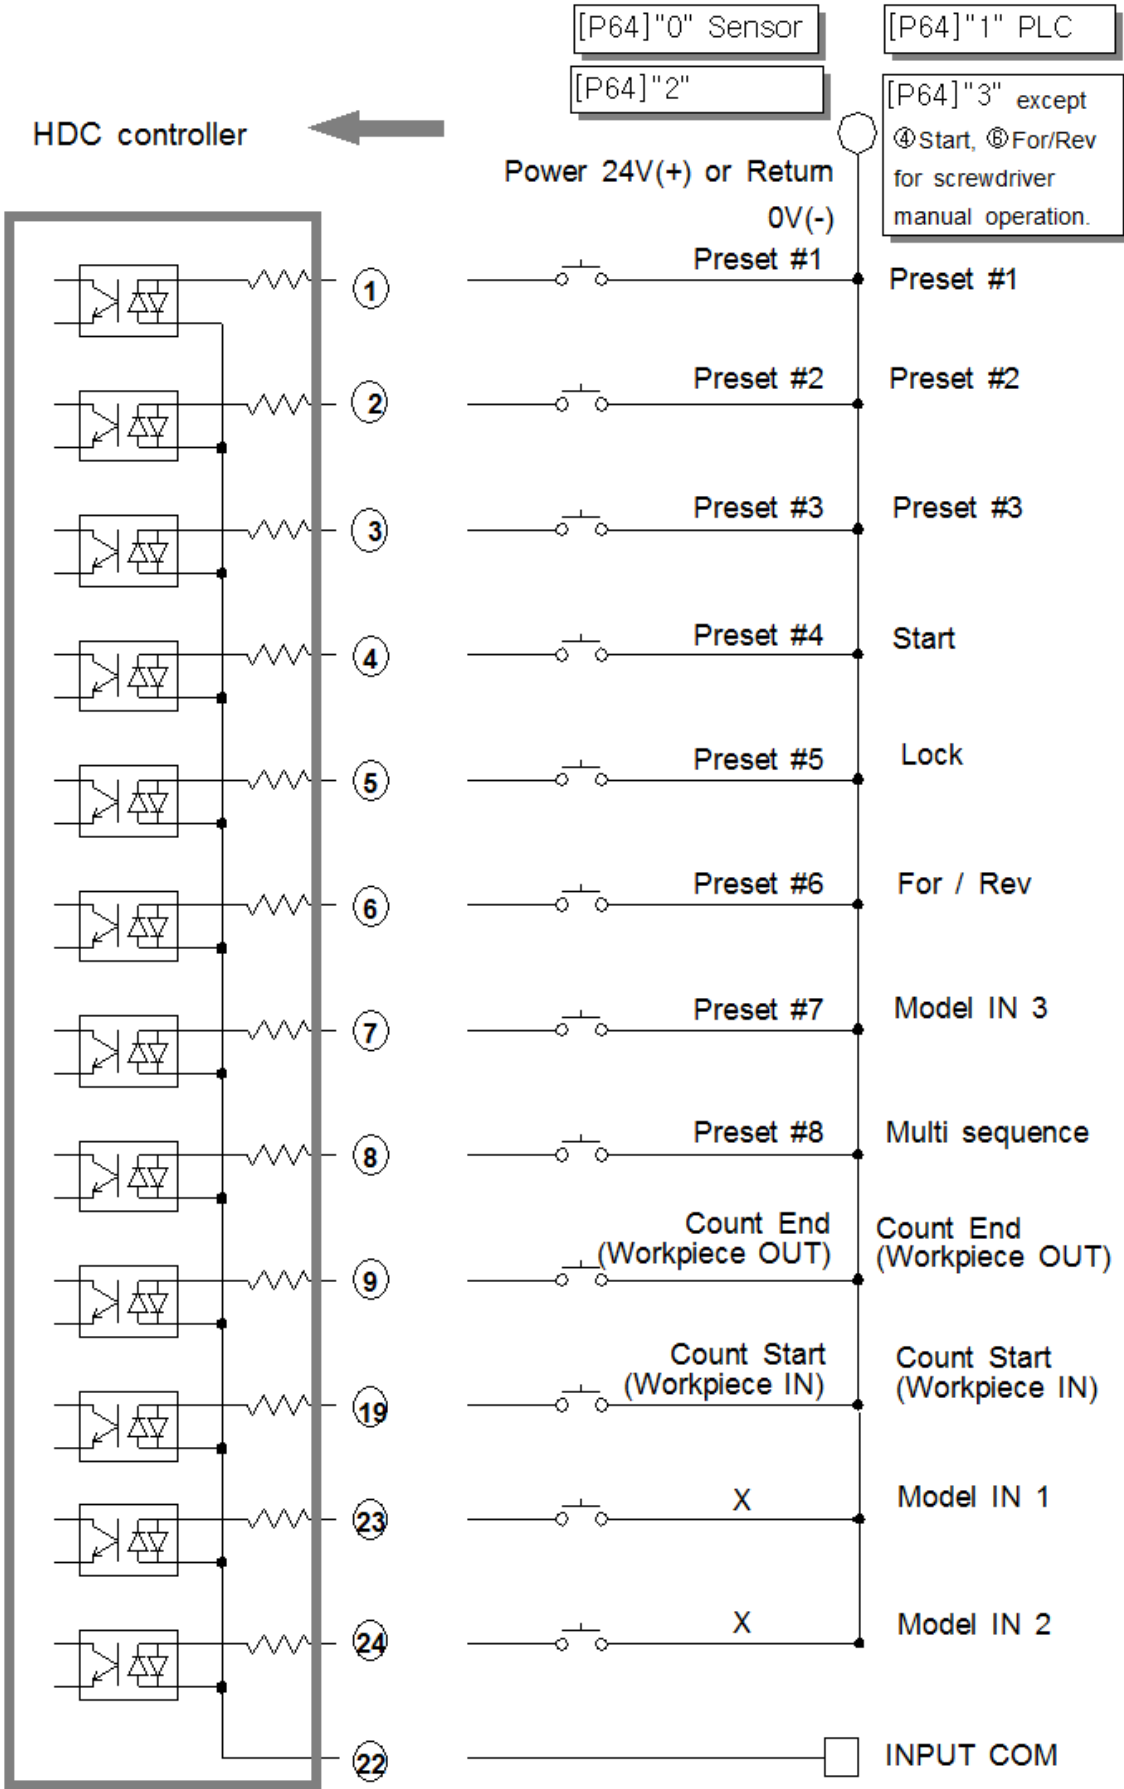 [P64]"0" Sensor
[P64]"1" PLC
[P64]"2"
[P64]"3" except
④Start, ⑥For/Rev
for screwdriver
manual operation.
HDC controller
Power 24V(+) or Return
0V(-)
1
Preset #1
Preset #1
2
Preset #2
Preset #2
3
Preset #3
Preset #3
4
Preset #4
Start
5
Preset #5
Lock
6
Preset #6
For / Rev
7
Preset #7
Model IN 3
8
Preset #8
Multi sequence
9
Count End
(Workpiece OUT)
Count End
(Workpiece OUT)
19
Count Start
(Workpiece IN)
Count Start
(Workpiece IN)
23
X
Model IN 1
24
X
Model IN 2
22
INPUT COM